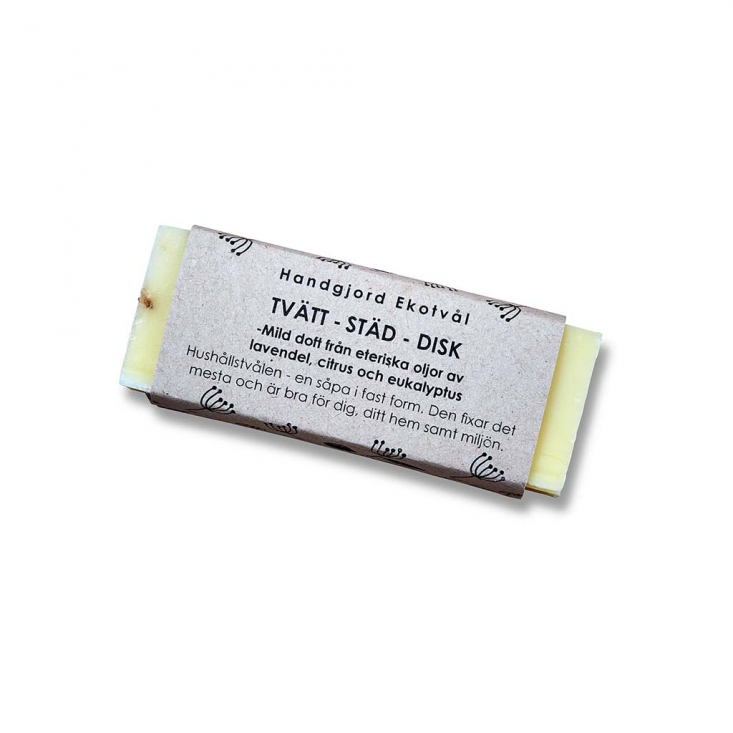 Handgjord Ekotvål
TVÄTT - STÄD - DISK
-Mild doft från eteriska oljor av
lavendel, citrus och eukalyptus
Hushållstvålen - en såpa i fast form. Den fixar det
mesta och är bra för dig, ditt hem samt miljön.